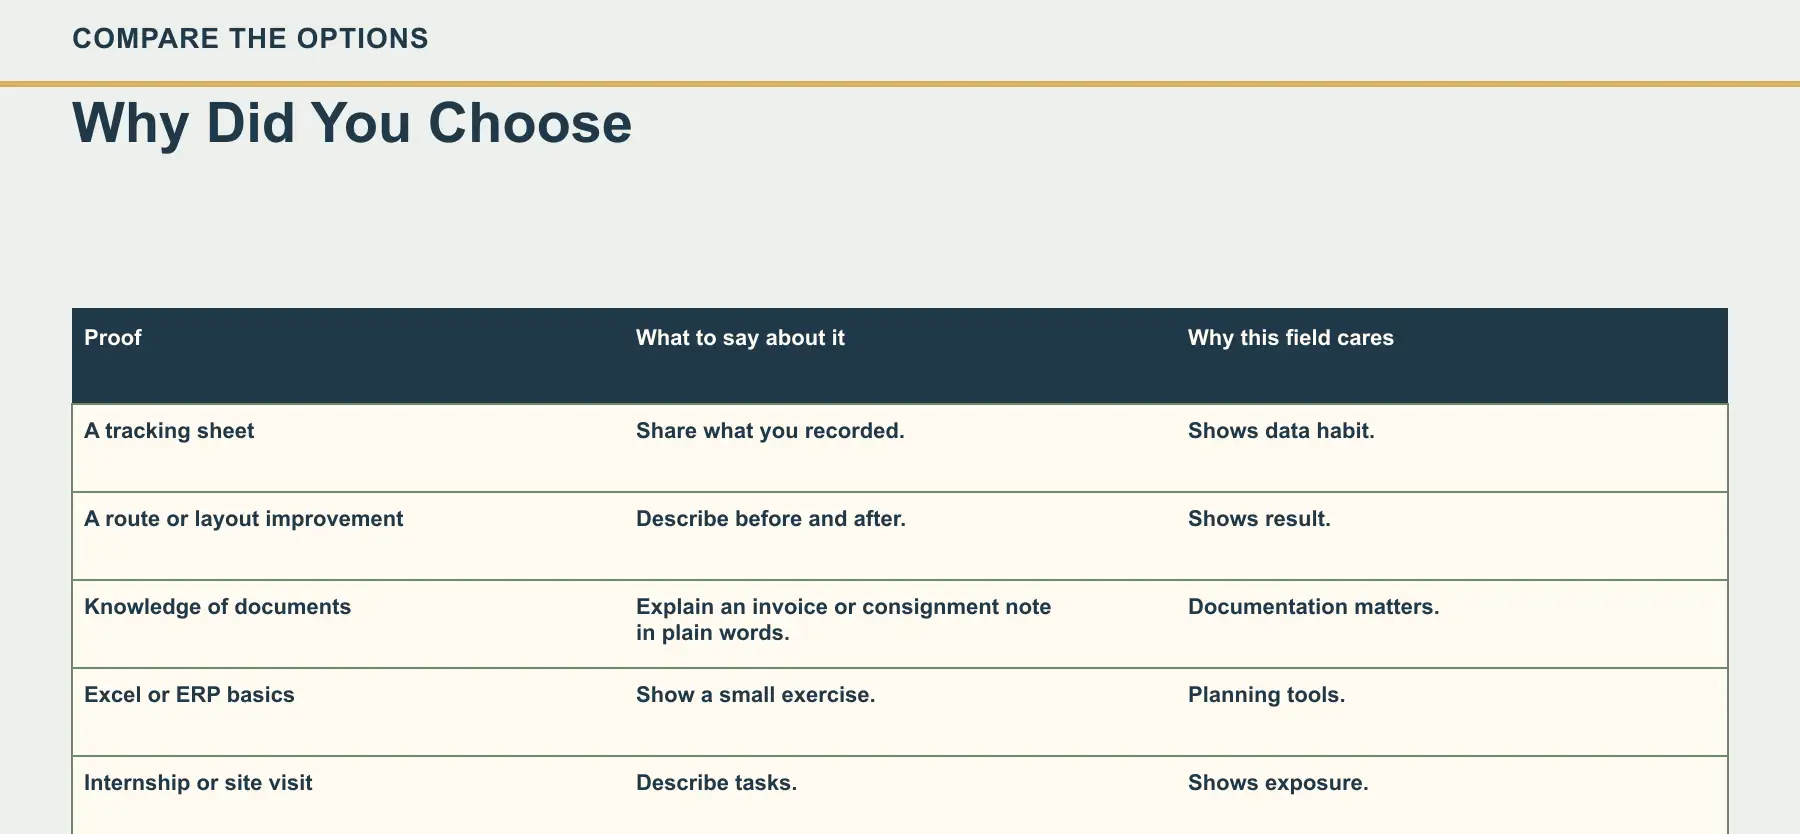 COMPARE THE OPTIONS
Why Did You Choose
Proof What to say about it Why this field cares
A tracking sheet Share what you recorded. Shows data habit.
A route or layout improvement Describe before and after. Shows result.
Knowledge of documents Explain an invoice or consignment note Documentation matters.
in plain words.
Excel or ERP basics Show a small exercise. Planning tools.
Internship or site visit Describe tasks. Shows exposure.